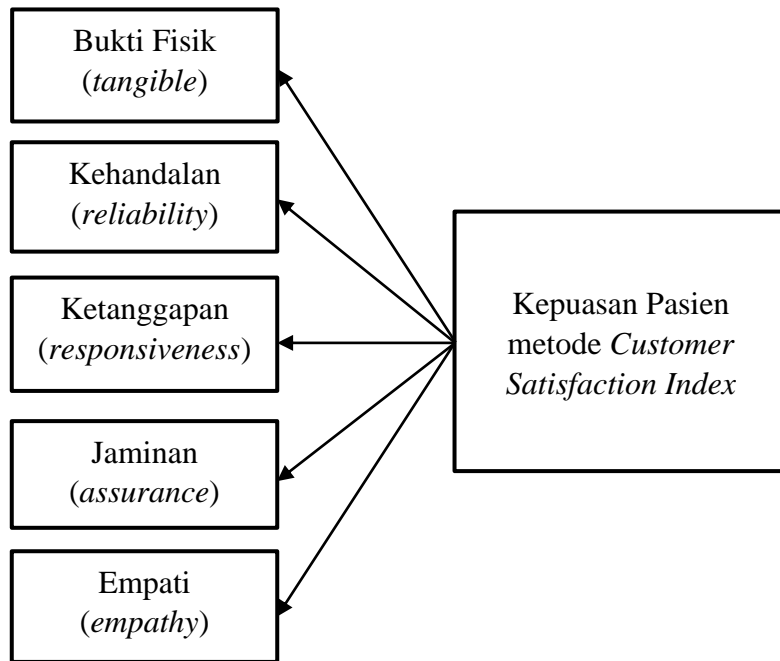 Bukti Fisik
(tangible)
Kehandalan
(reliability)
Ketanggapan
(responsiveness)
Jaminan
(assurance)
Empati
(empathy)
Kepuasan Pasien
metode Customer
Satisfaction Index